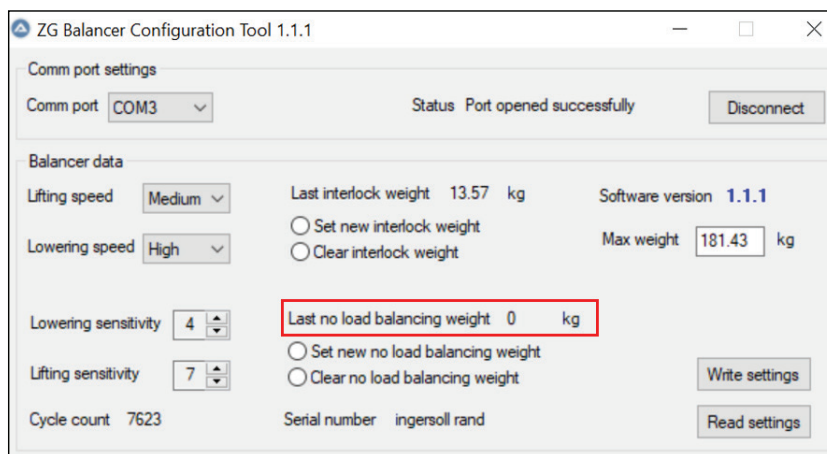 ZG Balancer Configuration Tool 1.1.1
Comm port settings
Comm port COM3 Status Port opened successfully Disconnect
Balancer data
Lifting speed Medium Last interlock weight 13.57 kg Software version 1.1.1
Set new interlock weight
Lowering speed High Clear interlock weight Max weight 181.43 kg
Lowering sensitivity 4 Last no load balancing weight 0 kg
Set new no load balancing weight
Lifting sensitivity 7 Clear no load balancing weight Write settings
Cycle count 7623 Serial number ingersoll rand Read settings